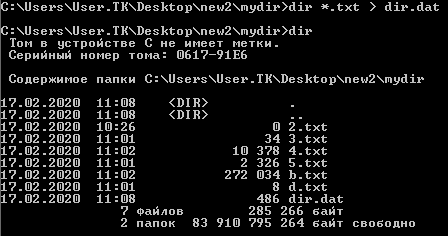 C:\Users\User.TK\Desktop\new2\mydir>dir *.txt > dir.dat
C:\Users\User.TK\Desktop\new2\mydir>dir
Том в устройстве C не имеет метки.
Серийный номер тома: 0617-91E6
Содержимое папки C:\Users\User.TK\Desktop\new2\mydir
17.02.2020 11:08 <DIR> .
17.02.2020 11:08 <DIR> ..
17.02.2020 10:26 0 2.txt
17.02.2020 11:01 34 3.txt
17.02.2020 11:02 10 378 4.txt
17.02.2020 11:01 2 326 5.txt
17.02.2020 11:02 272 034 b.txt
17.02.2020 11:01 8 d.txt
17.02.2020 11:08 486 dir.dat
7 файлов 285 266 байт
2 папок 83 910 795 264 байт свободно